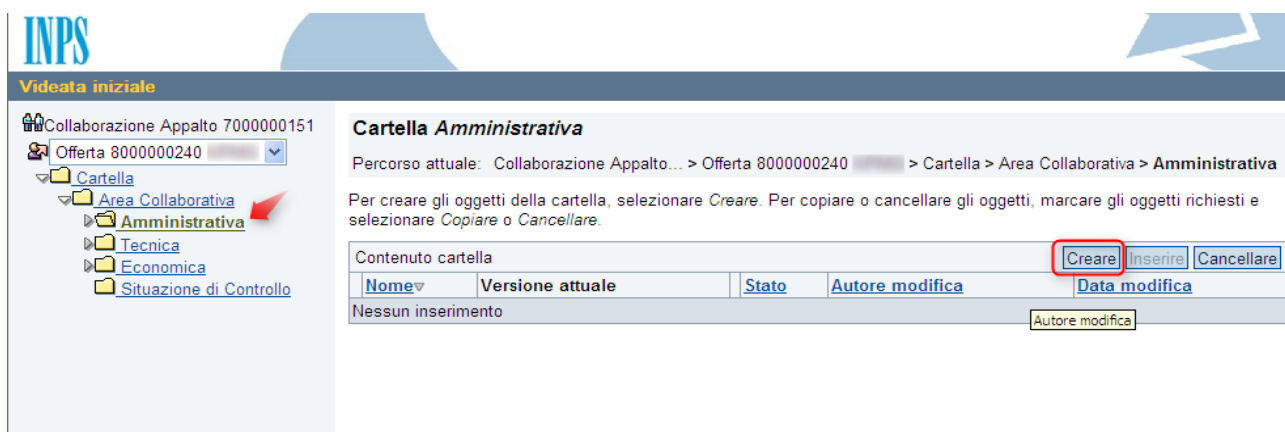 INPS
Videata iniziale
Collaborazione Appalto 7000000151
Offerta 8000000240
Cartella
Area Collaborativa
Amministrativa
Tecnica
Economica
Situazione di Controllo
Cartella Amministrativa
Percorso attuale: Collaborazione Appalto... > Offerta 8000000240 > Cartella > Area Collaborativa > Amministrativa
Per creare gli oggetti della cartella, selezionare Creare. Per copiare o cancellare gli oggetti, marcare gli oggetti richiesti e
selezionare Copiare o Cancellare.
Contenuto cartella Creare Inserire Cancellare
Nome Versione attuale Stato Autore modifica Data modifica
Nessun inserimento
Autore modifica